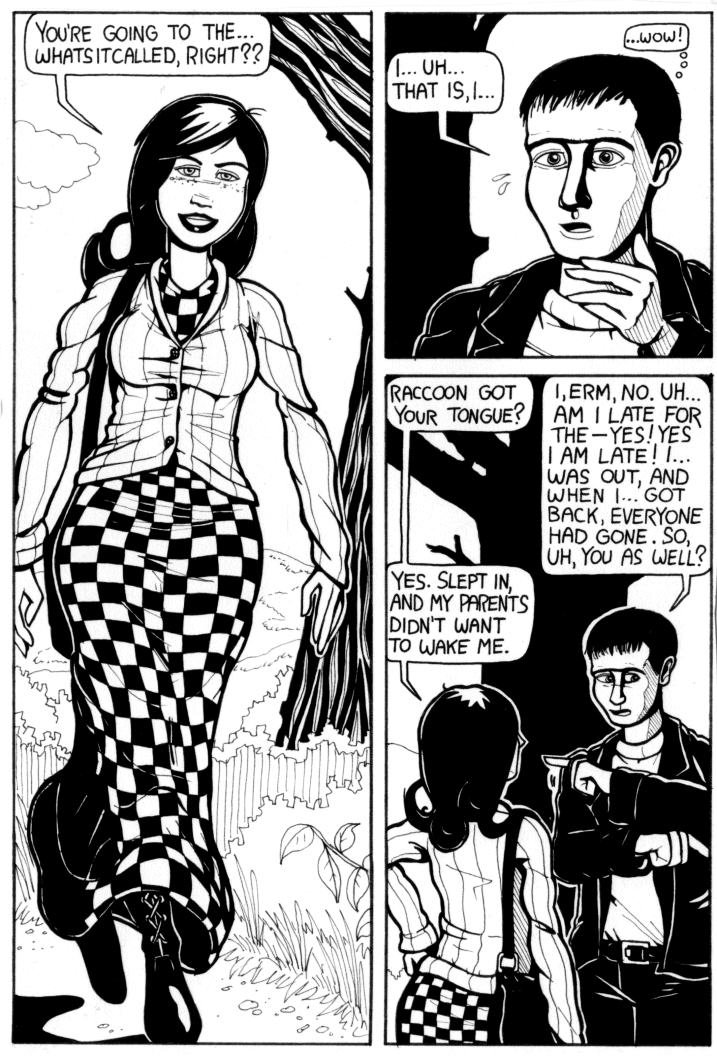 YOU'RE GOING TO THE...
WHATSITCALLED, RIGHT??
...WOW!
I... UH...
THAT IS, I...
RACCOON GOT
YOUR TONGUE?
I, ERM, NO. UH...
AM I LATE FOR
THE—YES! YES
I AM LATE! I...
WAS OUT, AND
WHEN I... GOT
BACK, EVERYONE
HAD GONE. SO,
UH, YOU AS WELL?
YES. SLEPT IN,
AND MY PARENTS
DIDN'T WANT
TO WAKE ME.